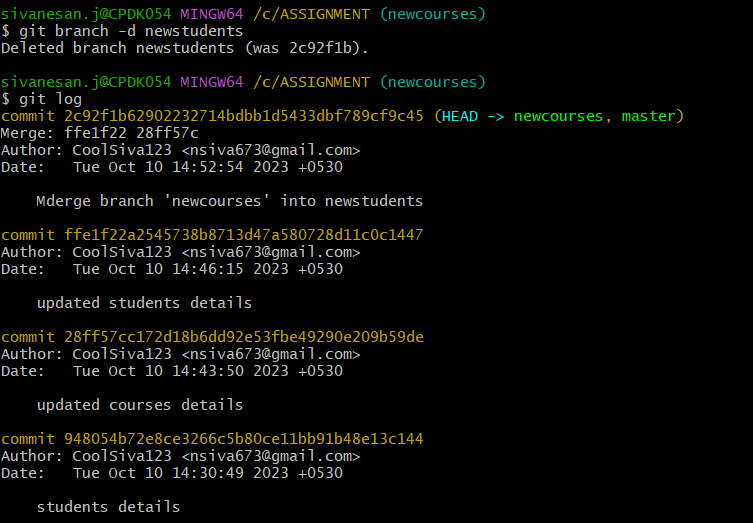 sivanesan.j@CPDK054 MINGW64 /c/ASSIGNMENT (newcourses)
$ git branch -d newstudents
Deleted branch newstudents (was 2c92f1b).
sivanesan.j@CPDK054 MINGW64 /c/ASSIGNMENT (newcourses)
$ git log
commit 2c92f1b62902232714bdbb1d5433dbf789cf9c45 (HEAD -> newcourses, master)
Merge: ffe1f22 28ff57c
Author: CoolSiva123 <nsiva673@gmail.com>
Date:   Tue Oct 10 14:52:54 2023 +0530
    Mderge branch 'newcourses' into newstudents
commit ffe1f22a2545738b8713d47a580728d11c0c1447
Author: CoolSiva123 <nsiva673@gmail.com>
Date:   Tue Oct 10 14:46:15 2023 +0530
    updated students details
commit 28ff57cc172d18b6dd92e53fbe49290e209b59de
Author: CoolSiva123 <nsiva673@gmail.com>
Date:   Tue Oct 10 14:43:50 2023 +0530
    updated courses details
commit 948054b72e8ce3266c5b80ce11bb91b48e13c144
Author: CoolSiva123 <nsiva673@gmail.com>
Date:   Tue Oct 10 14:30:49 2023 +0530
    students details